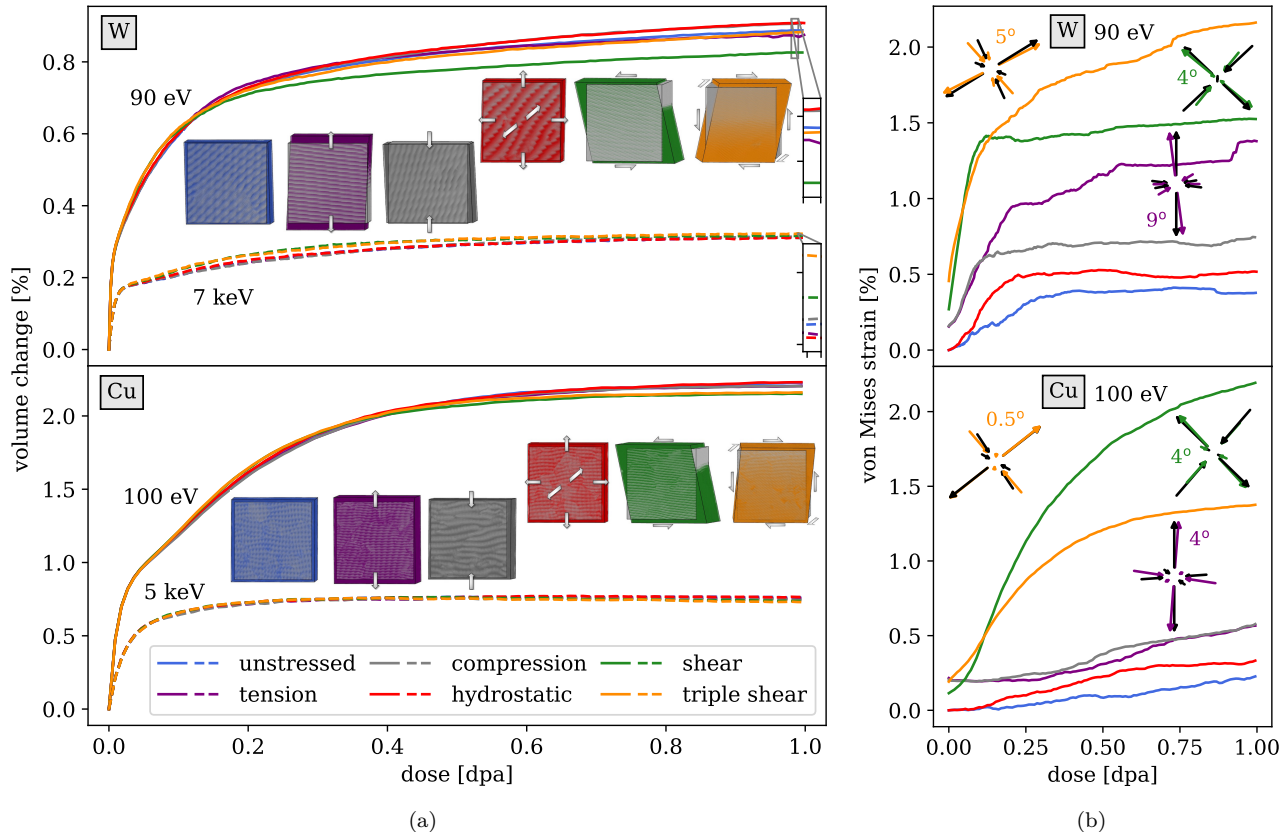 W
0.8
0.6
0.4
0.2
0.0
90 eV
7 keV
volume change [%]
Cu
2.0
1.5
1.0
0.5
0.0
100 eV
5 keV
unstressed
compression
shear
tension
hydrostatic
triple shear
0.0
0.2
0.4
0.6
0.8
1.0
dose [dpa]
(a)
W
90 eV
2.0
1.5
1.0
0.5
0.0
5°
4°
9°
von Mises strain [%]
Cu
100 eV
2.0
1.5
1.0
0.5
0.0
0.5°
4°
4°
0.00
0.25
0.50
0.75
1.00
dose [dpa]
(b)